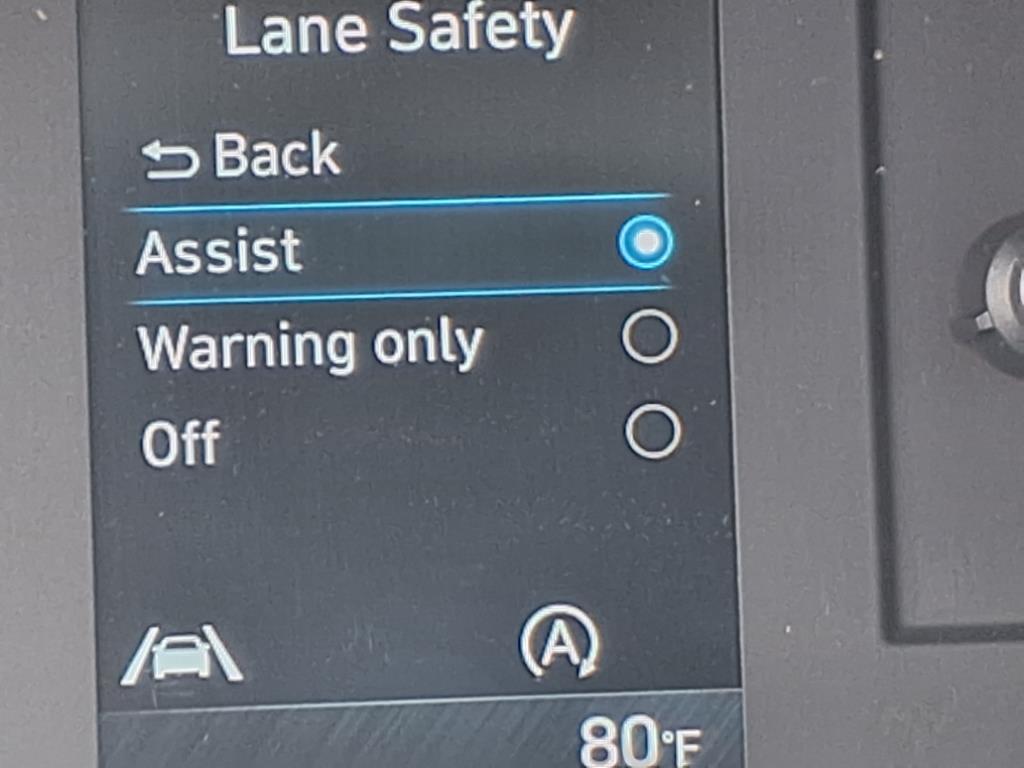 Lane Safety
Back
Assist
Warning only
Off
A
80°F